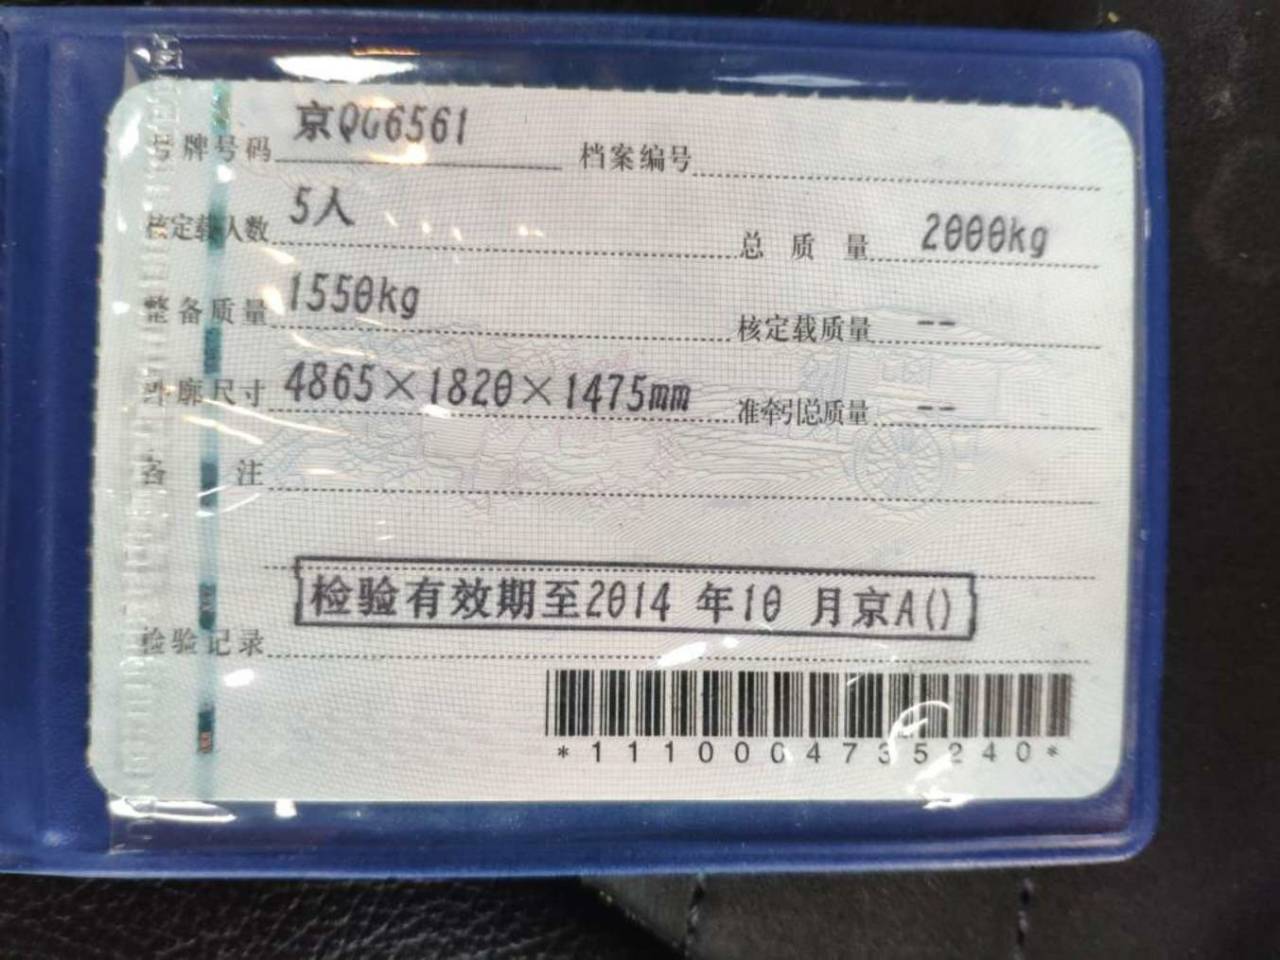 号牌号码 京QG6561 档案编号
核定载人数 5人 总质量 2000kg
整备质量 1550kg 核定载质量 --
外廓尺寸 4865×1820×1475mm 准牵引总质量 --
备注
检验有效期至2014 年10 月京A()
检验记录
*1110004735240*